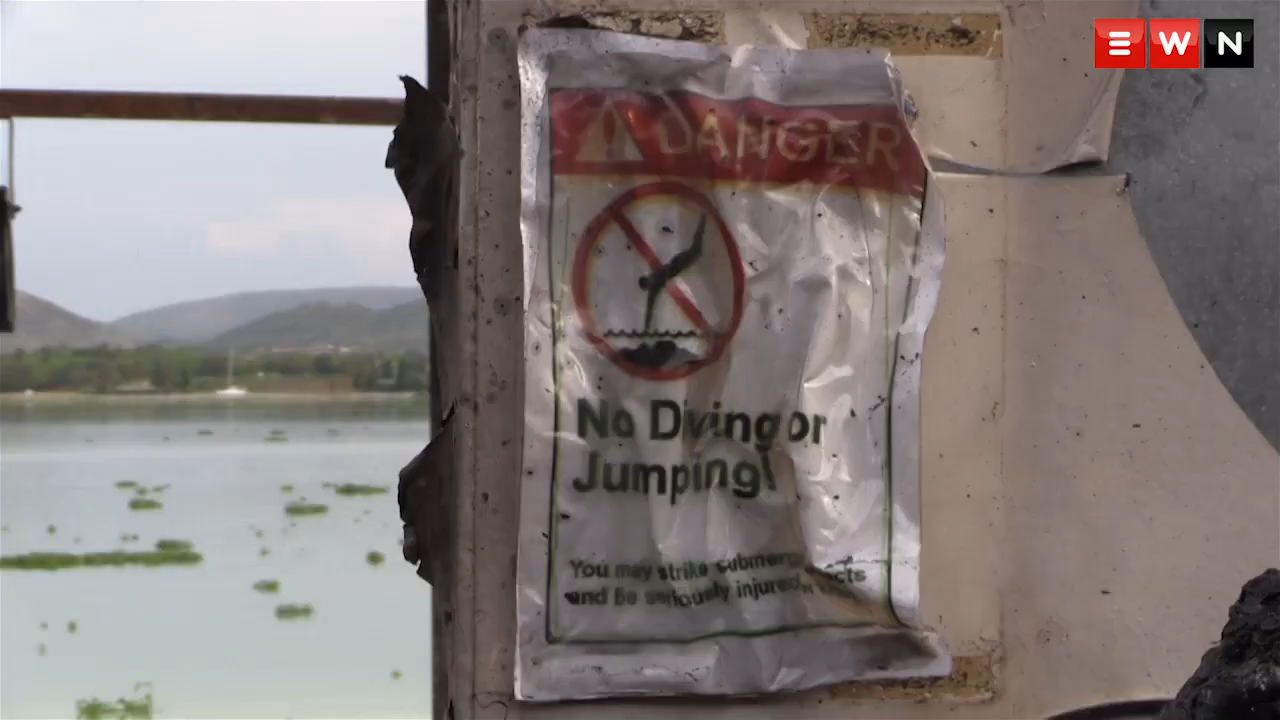 EWN
DANGER
No Diving or
Jumping!
You may strike
and be seriously injured